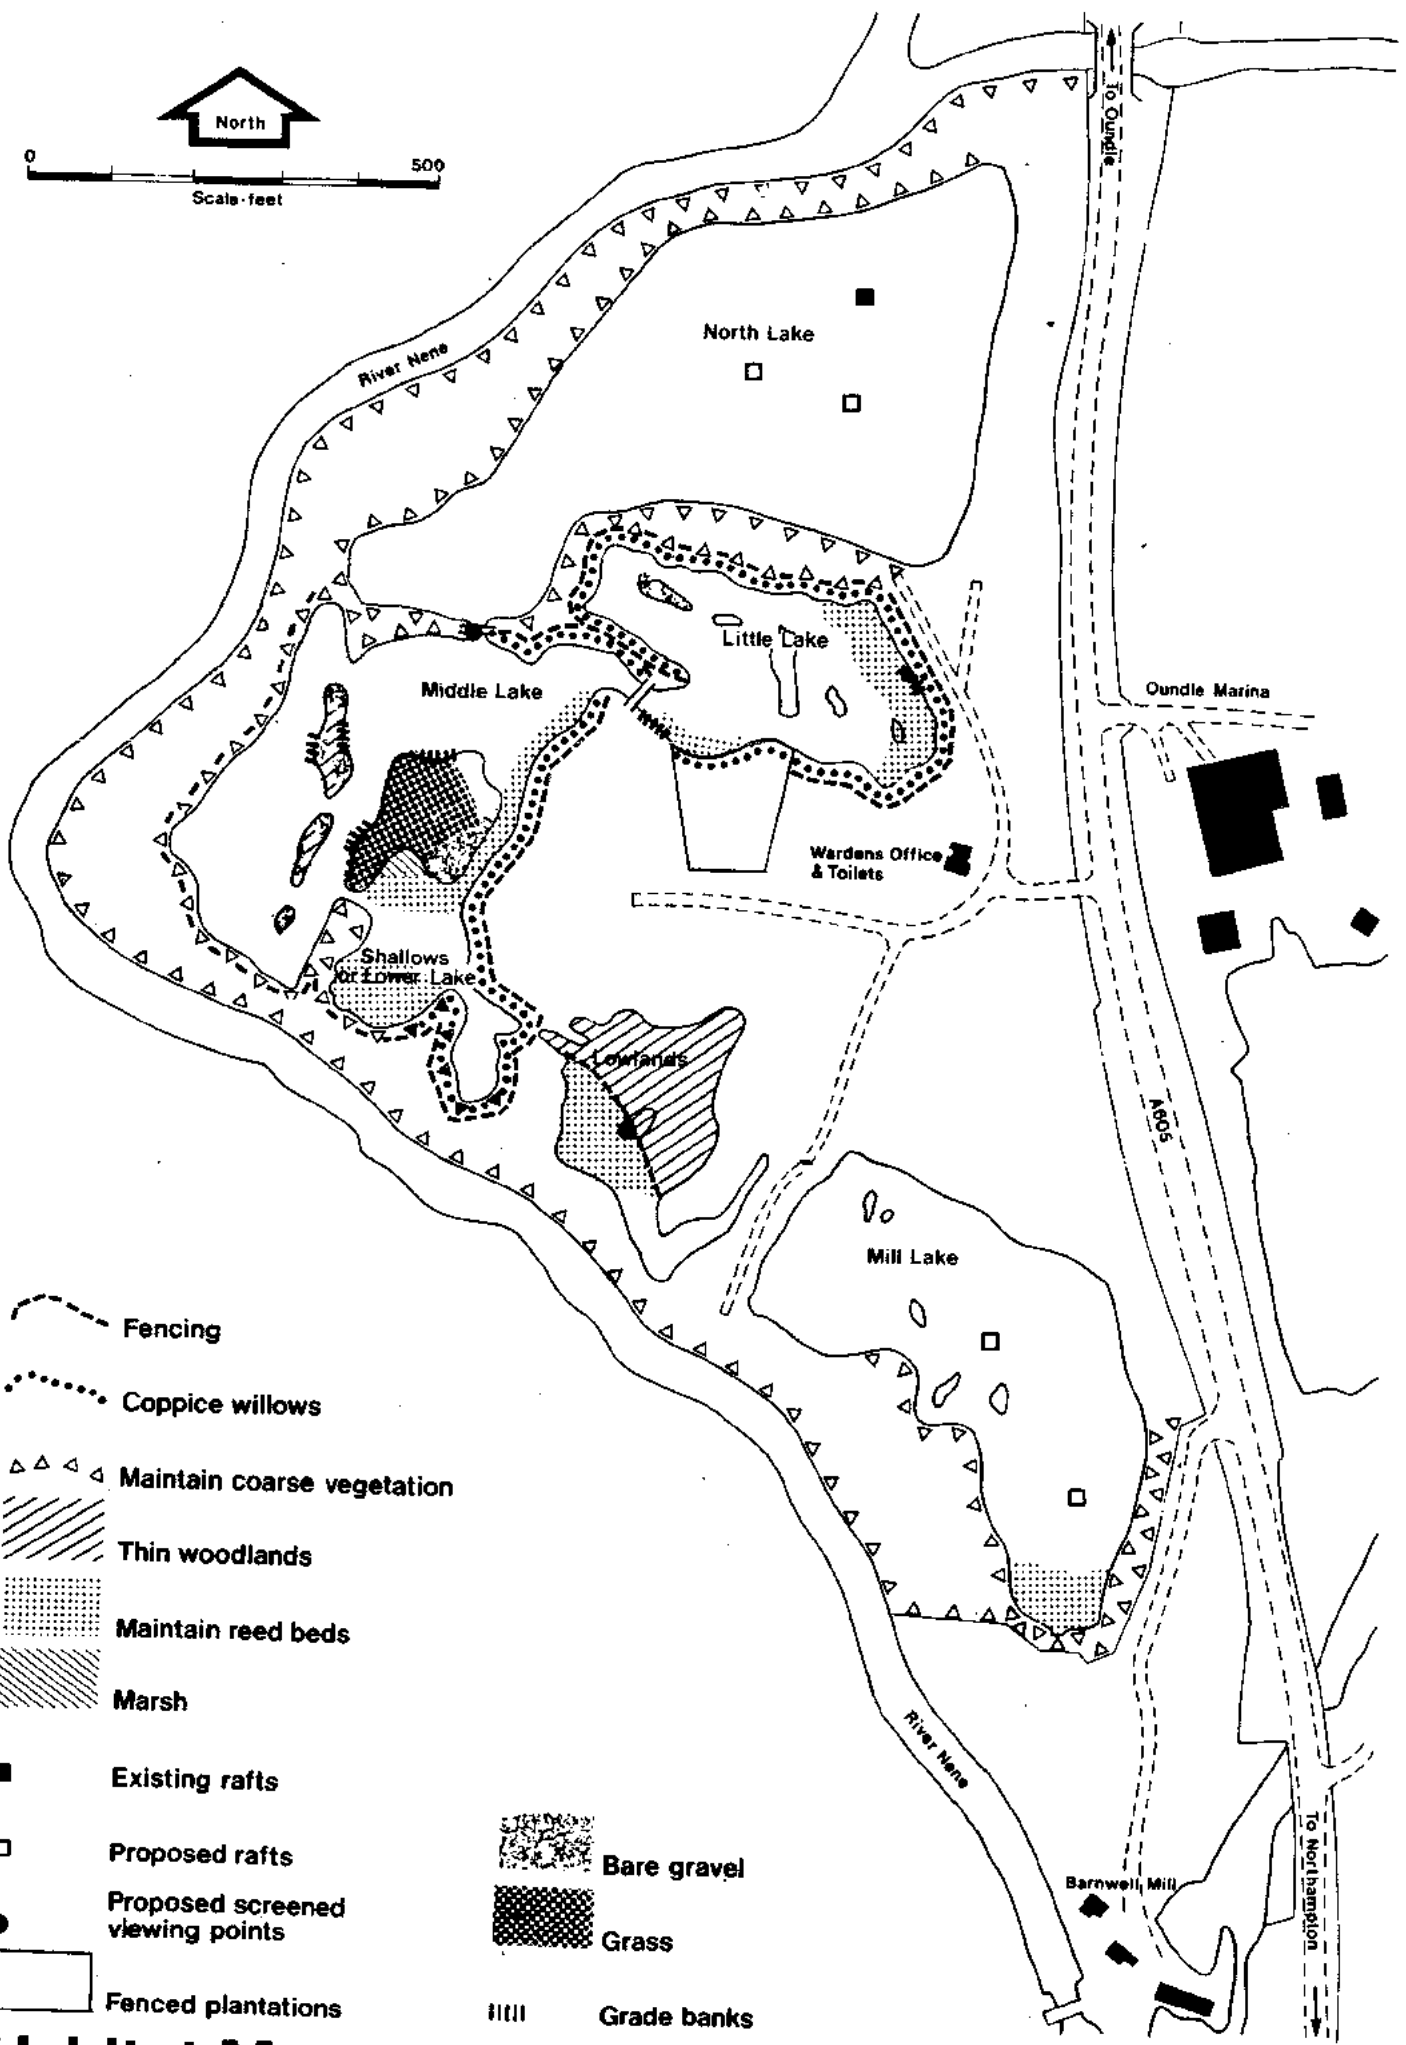 North
0
500
Scale·feet
To Oundle
North Lake
River Nene
Little Lake
Middle Lake
Oundle Marina
Wardens Office
& Toilets
Shallows
or Lower Lake
Lowlands
A605
Mill Lake
Fencing
Coppice willows
Maintain coarse vegetation
Thin woodlands
Maintain reed beds
Marsh
River Nene
Existing rafts
Proposed rafts
Proposed screened
viewing points
Fenced plantations
Bare gravel
Grass
Grade banks
Barnwell Mill
To Northampton